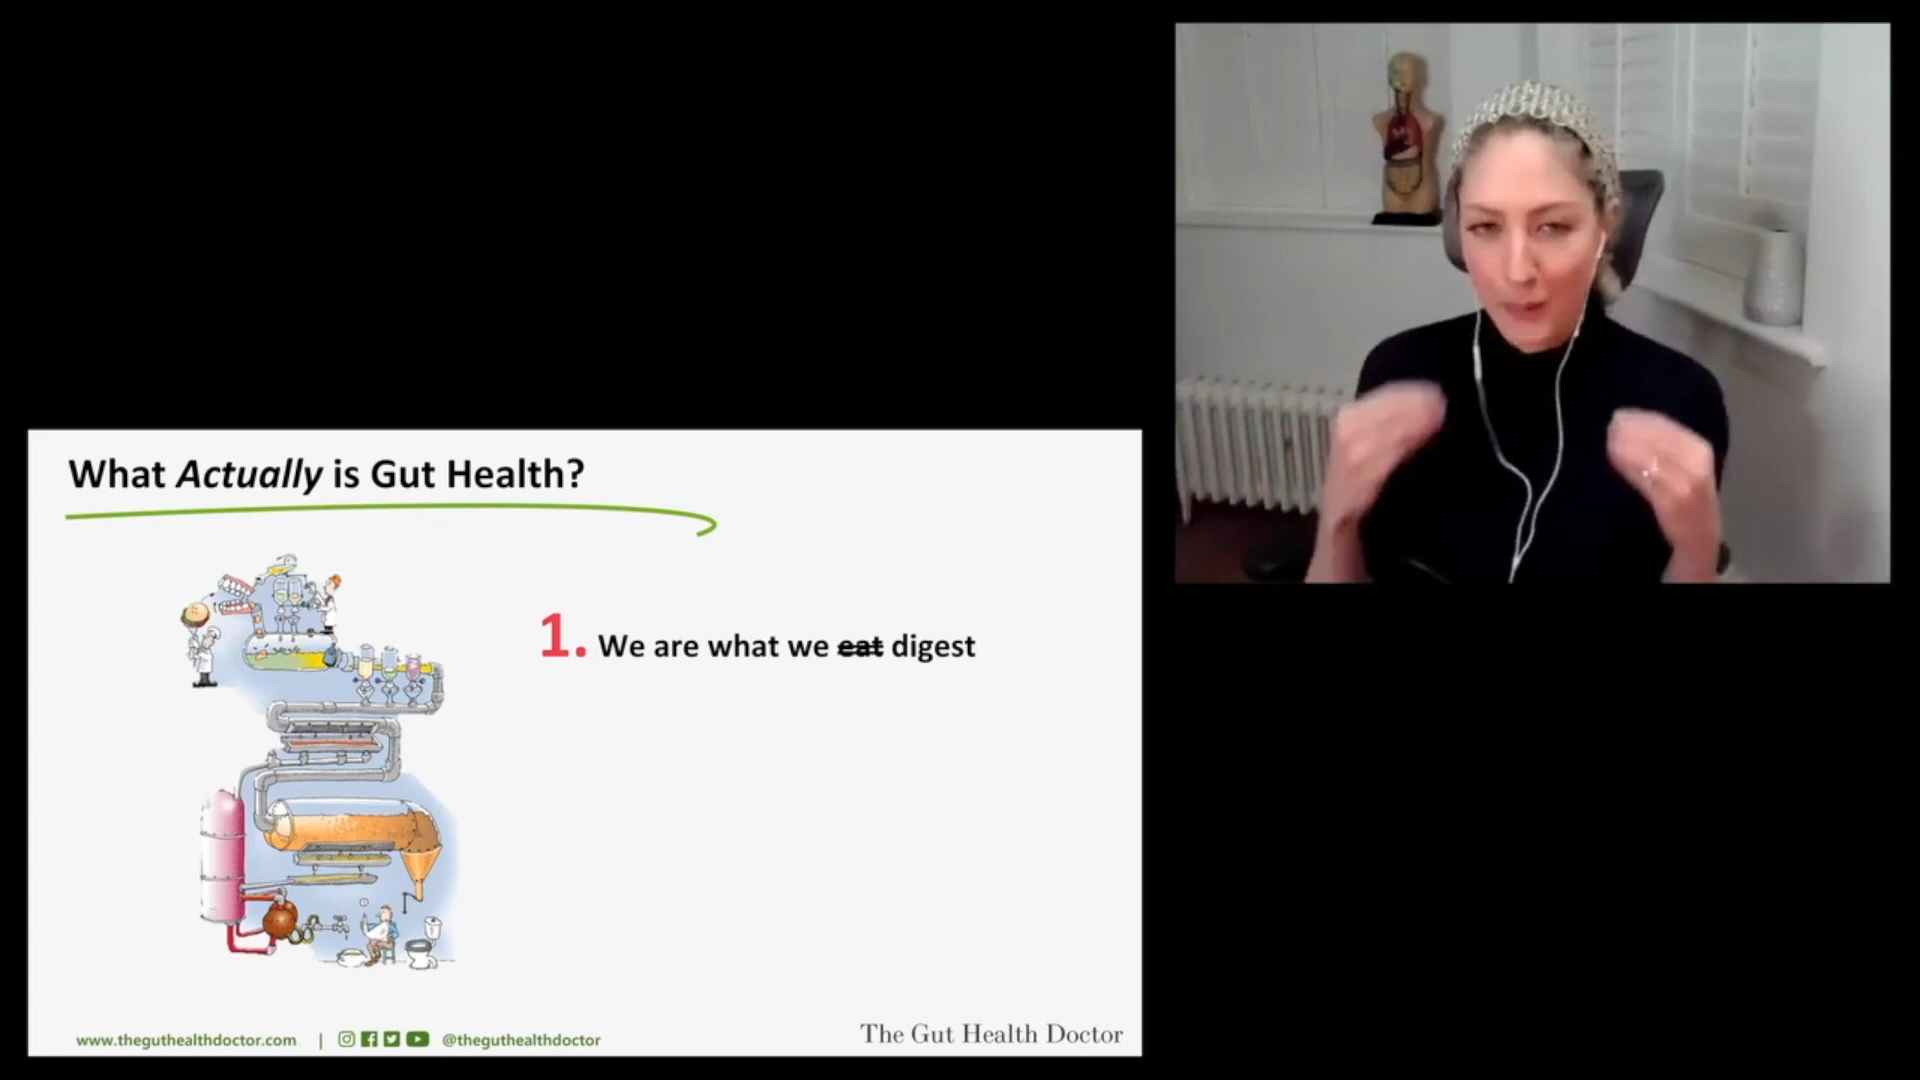 What Actually is Gut Health?
1. We are what we eat digest
www.theguthealthdoctor.com | @theguthealthdoctor
The Gut Health Doctor